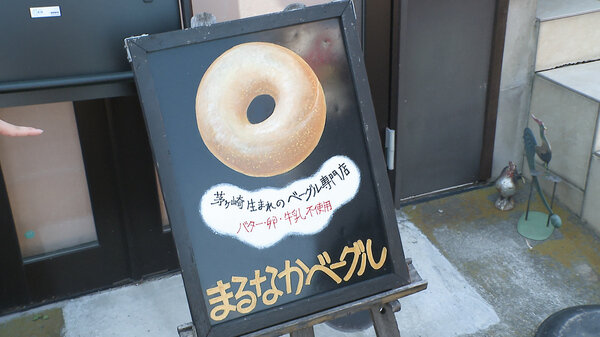 茅ヶ崎生まれのベーグル専門店
バター・卵・牛乳不使用
まるなかベーグル